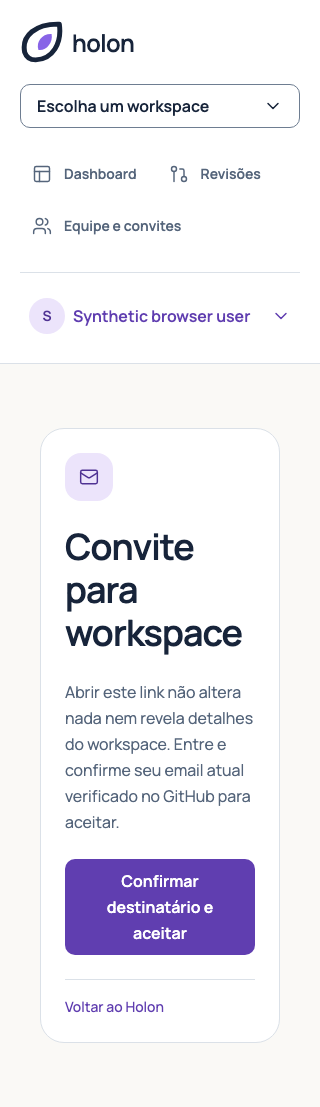 holon
Escolha um workspace
Dashboard
Revisões
Equipe e convites
S
Synthetic browser user
Convite
para
workspace
Abrir este link não altera
nada nem revela detalhes
do workspace. Entre e
confirme seu email atual
verificado no GitHub para
aceitar.
Confirmar
destinatário e
aceitar
Voltar ao Holon